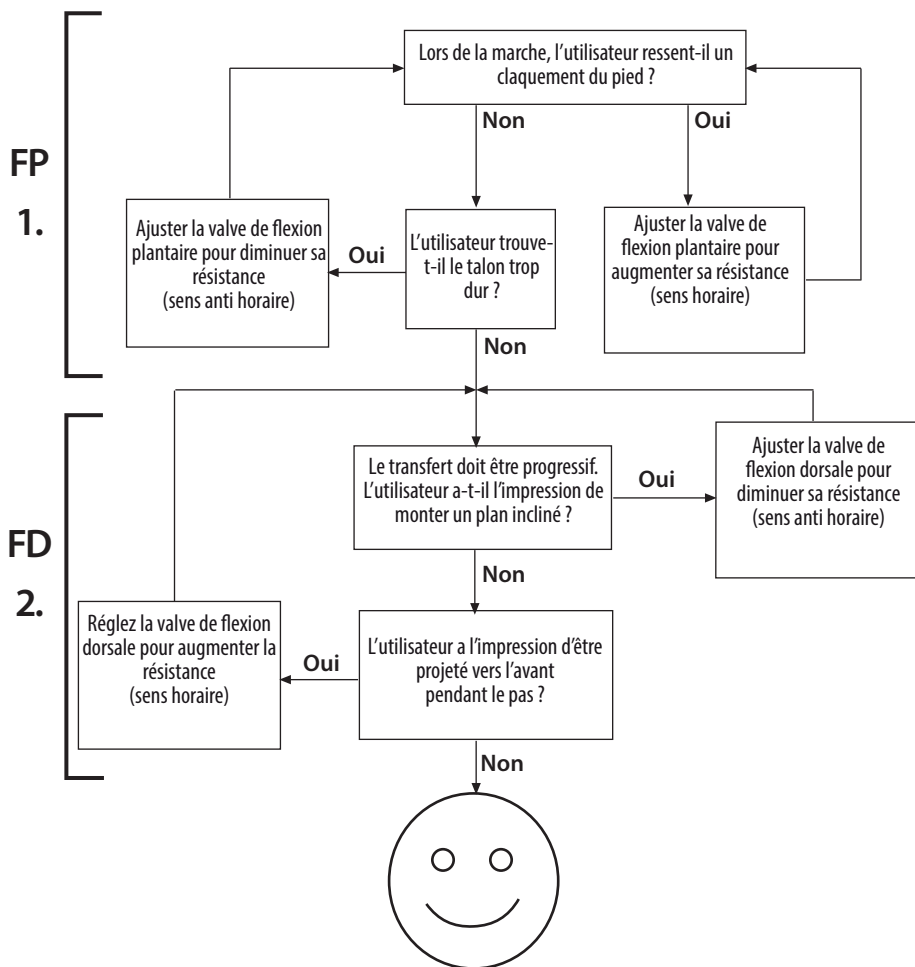 FP
1.
Lors de la marche, l'utilisateur ressent-il un
claquement du pied ?
Non
Oui
Ajuster la valve de flexion
plantaire pour diminuer sa
résistance
(sens anti horaire)
Oui
L'utilisateur trouve-
t-il le talon trop
dur ?
Ajuster la valve de
flexion plantaire pour
augmenter sa résistance
(sens horaire)
Non
FD
2.
Le transfert doit être progressif.
L'utilisateur a-t-il l'impression de
monter un plan incliné ?
Oui
Ajuster la valve de
flexion dorsale pour
diminuer sa résistance
(sens anti horaire)
Non
Réglez la valve de flexion
dorsale pour augmenter la
résistance
(sens horaire)
Oui
L'utilisateur a l'impression d'être
projeté vers l'avant
pendant le pas ?
Non